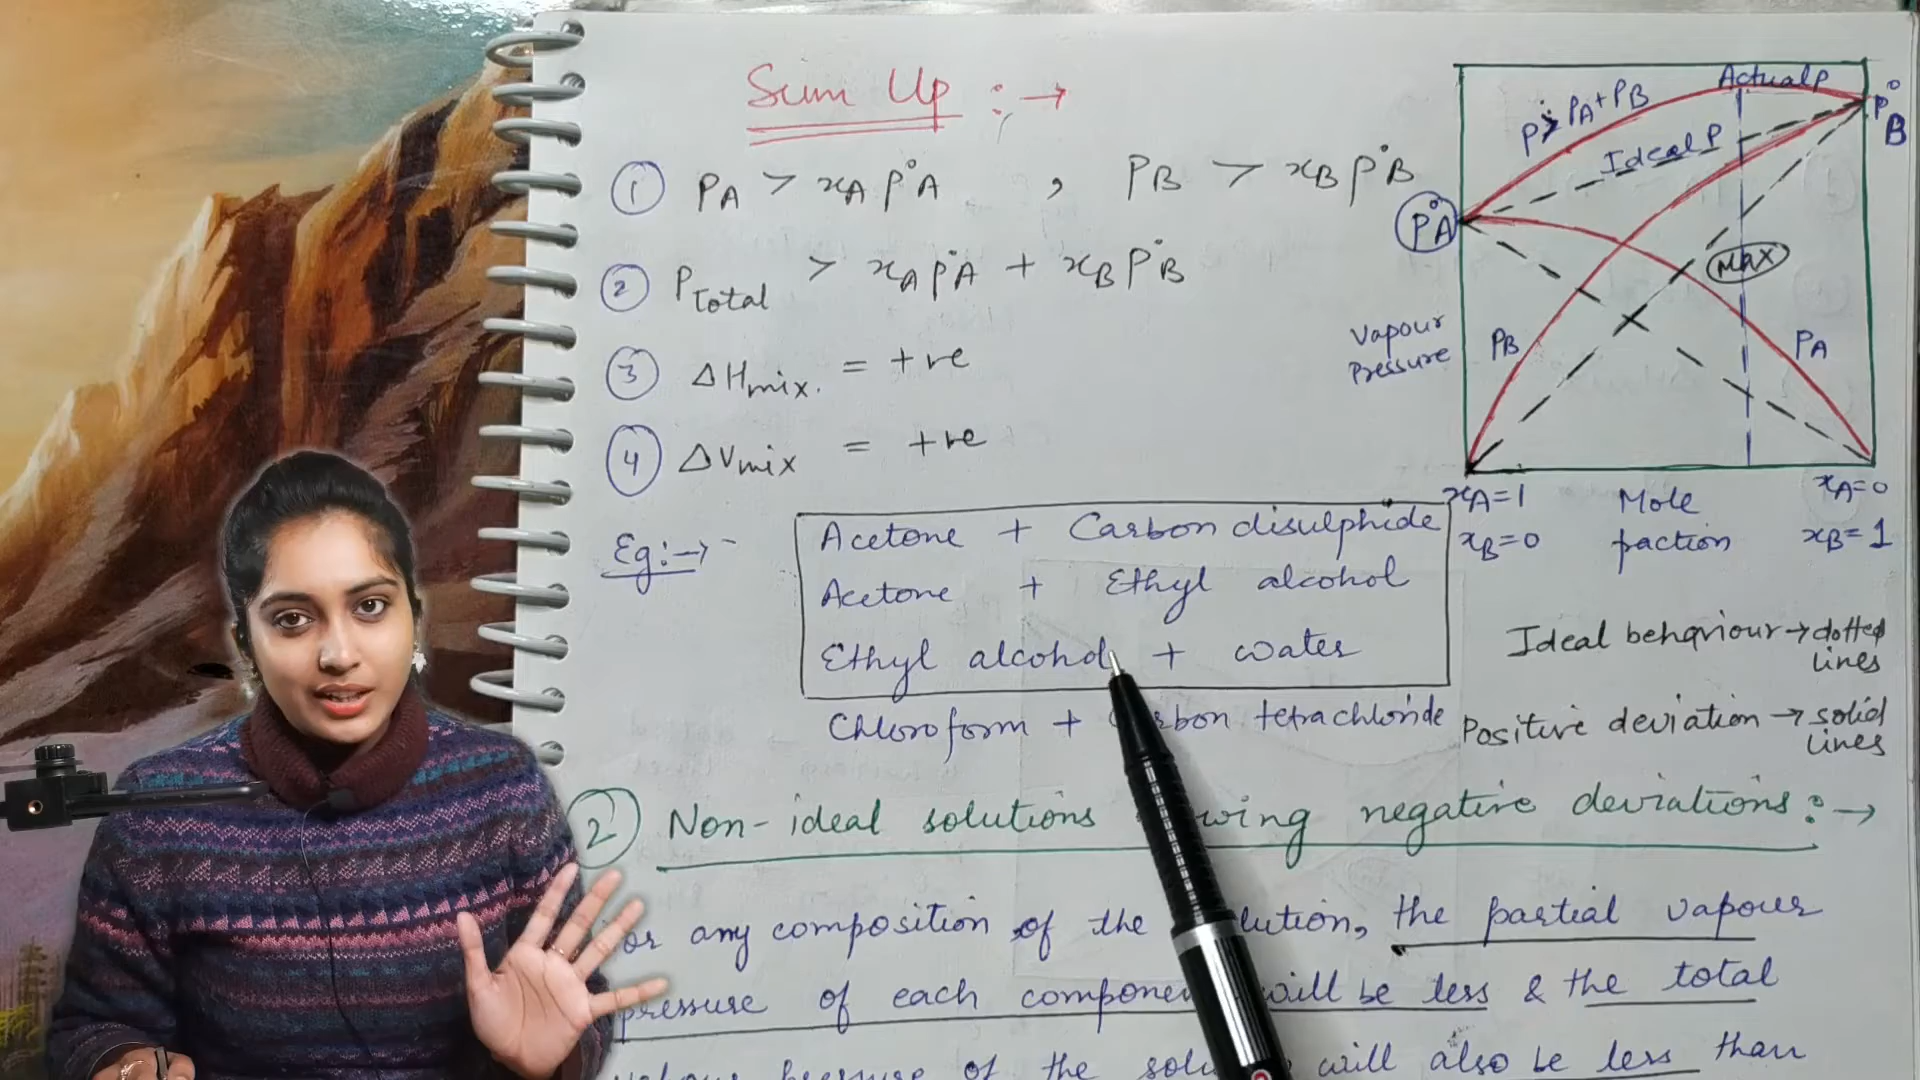 Sum Up :→
① pA > xA p°A , pB > xB p°B
② PTotal > xA p°A + xB p°B
③ ΔHmix. = +ve
④ ΔVmix = +ve
Eg:→
Acetone + Carbon disulphide
Acetone + Ethyl alcohol
Ethyl alcohol + water
Chloroform + tetrachloride
Actual P
P > PA + PB
Ideal P
p°A
p°B
Max
Vapour
Pressure
PB
PA
xA=1 Mole xA=0
xB=0 fraction xB=1
Ideal behaviour → dotted
lines
Positive deviation → solid
lines
② Non-ideal solutions negative deviations :→
any composition of the the partial vapour
pressure of each will be less & the total
of the will also be less than